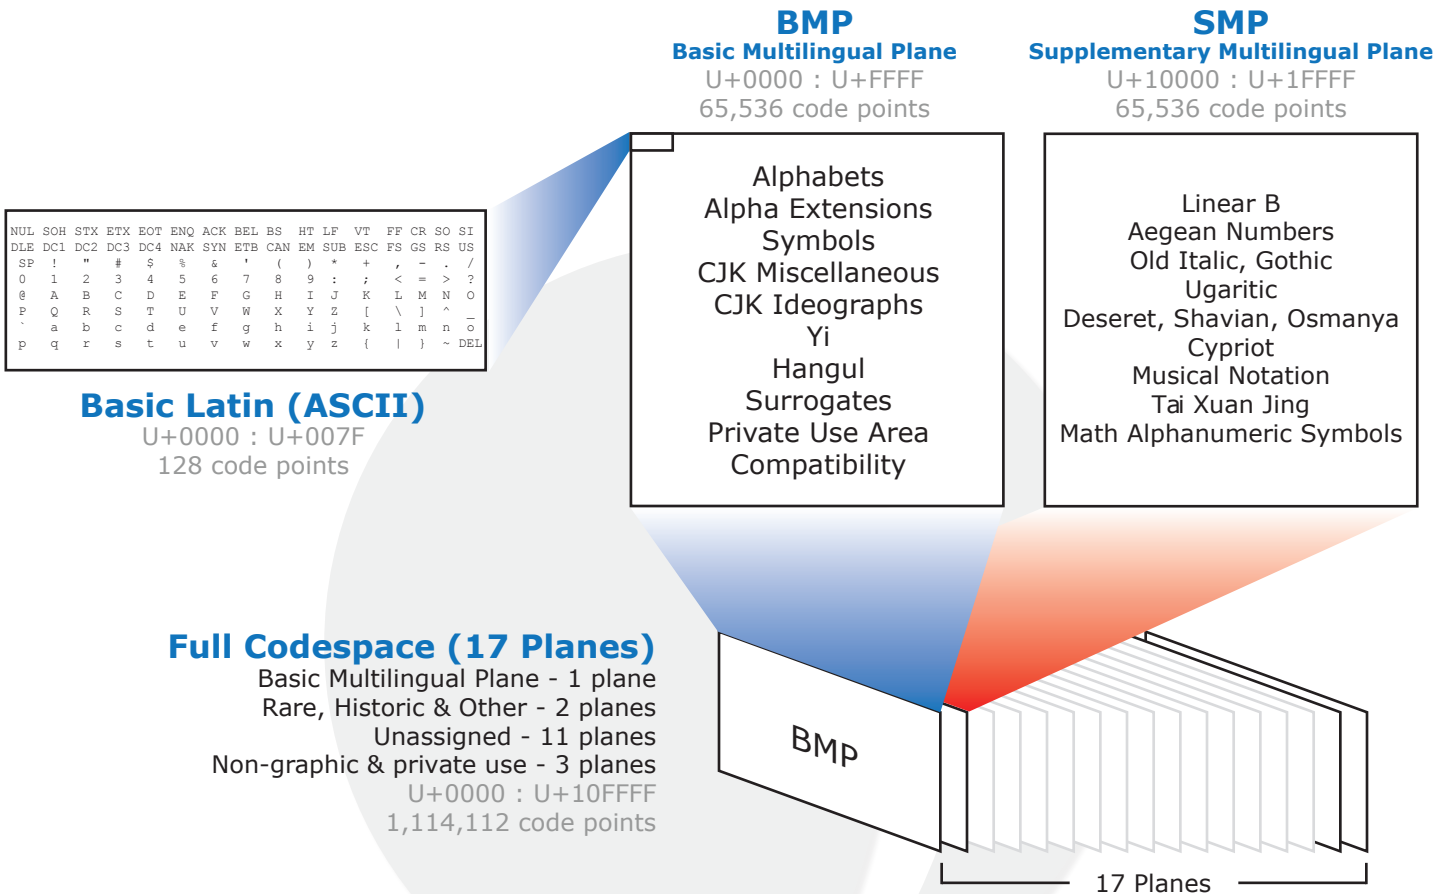 BMP
Basic Multilingual Plane
U+0000 : U+FFFF
65,536 code points
SMP
Supplementary Multilingual Plane
U+10000 : U+1FFFF
65,536 code points
NUL SOH STX ETX EOT ENQ ACK BEL BS HT LF VT FF CR SO SI
DLE DC1 DC2 DC3 DC4 NAK SYN ETB CAN EM SUB ESC FS GS RS US
SP ! " # $ % & ' ( ) * + , - . /
0 1 2 3 4 5 6 7 8 9 : ; < = > ?
@ A B C D E F G H I J K L M N O
P Q R S T U V W X Y Z [ \ ] ^ _
` a b c d e f g h i j k l m n o
p q r s t u v w x y z { | } ~ DEL
Basic Latin (ASCII)
U+0000 : U+007F
128 code points
Alphabets
Alpha Extensions
Symbols
CJK Miscellaneous
CJK Ideographs
Yi
Hangul
Surrogates
Private Use Area
Compatibility
Linear B
Aegean Numbers
Old Italic, Gothic
Ugaritic
Deseret, Shavian, Osmanya
Cypriot
Musical Notation
Tai Xuan Jing
Math Alphanumeric Symbols
Full Codespace (17 Planes)
Basic Multilingual Plane - 1 plane
Rare, Historic & Other - 2 planes
Unassigned - 11 planes
Non-graphic & private use - 3 planes
U+0000 : U+10FFFF
1,114,112 code points
BMP
17 Planes